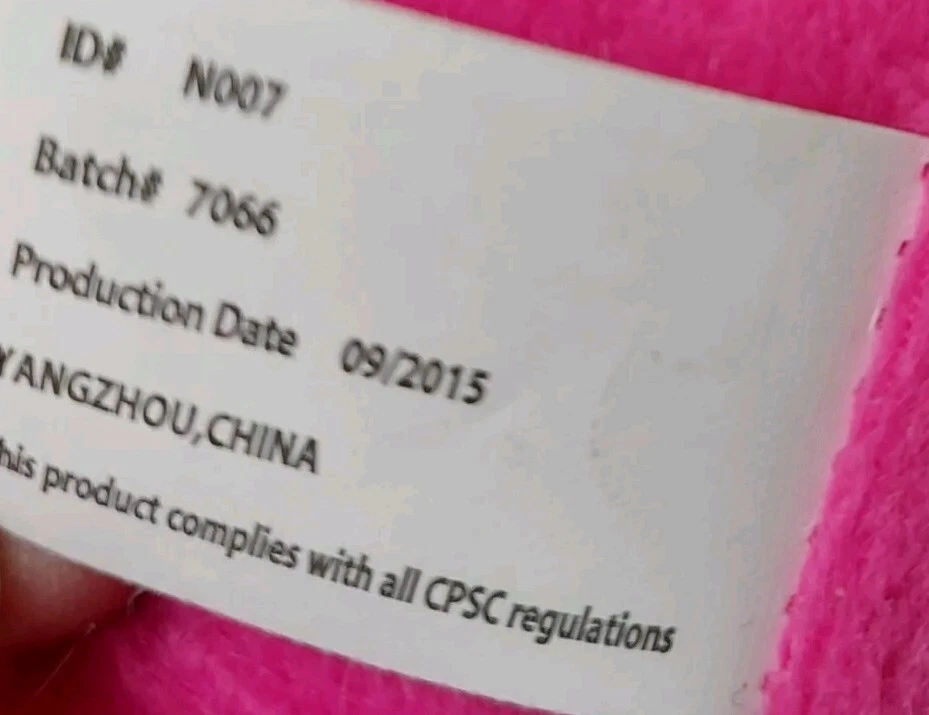 ID# N007
Batch# 7066
Production Date 09/2015
YANGZHOU,CHINA
his product complies with all CPSC regulations